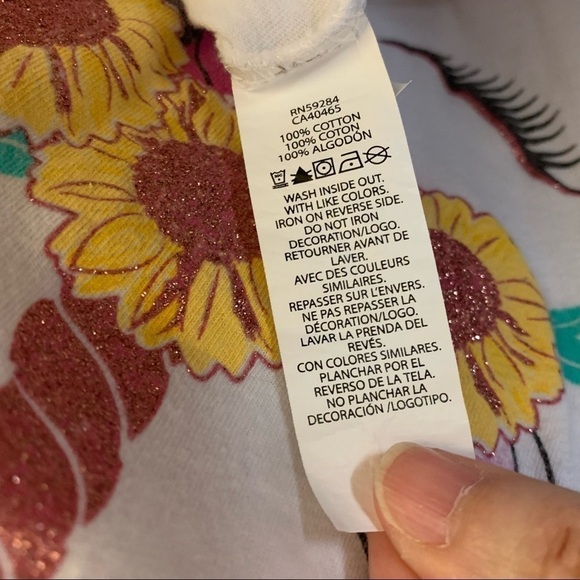 RN59284
CA40465
100% COTTON
100% COTON
100% ALGODÓN
WASH INSIDE OUT.
WITH LIKE COLORS.
IRON ON REVERSE SIDE.
DO NOT IRON
DECORATION/LOGO.
RETOURNER AVANT DE
LAVER.
AVEC DES COULEURS
SIMILAIRES.
REPASSER SUR L'ENVERS.
NE PAS REPASSER LA
DÉCORATION/LOGO.
LAVAR LA PRENDA DEL
REVÉS.
CON COLORES SIMILARES.
PLANCHAR POR EL
REVERSO DE LA TELA.
NO PLANCHAR LA
DECORACIÓN /LOGOTIPO.